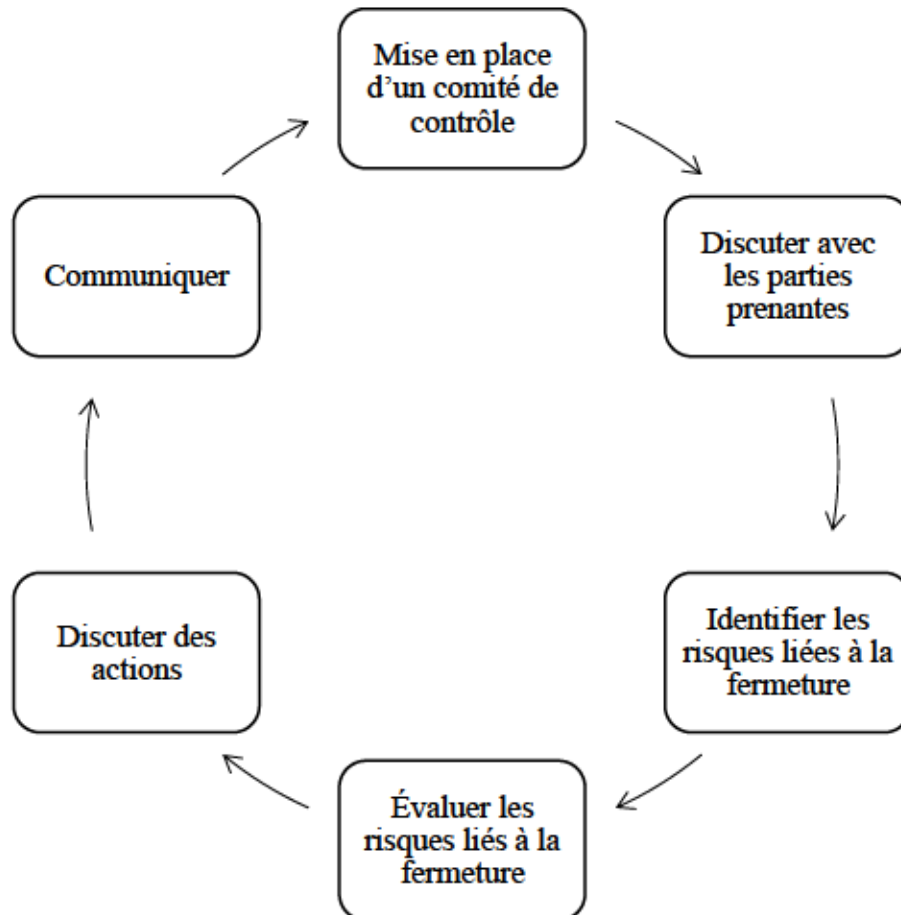 Mise en place
d’un comité de
contrôle
Discuter avec
les parties
prenantes
Identifier les
risques liées à la
fermeture
Évaluer les
risques liés à la
fermeture
Discuter des
actions
Communiquer